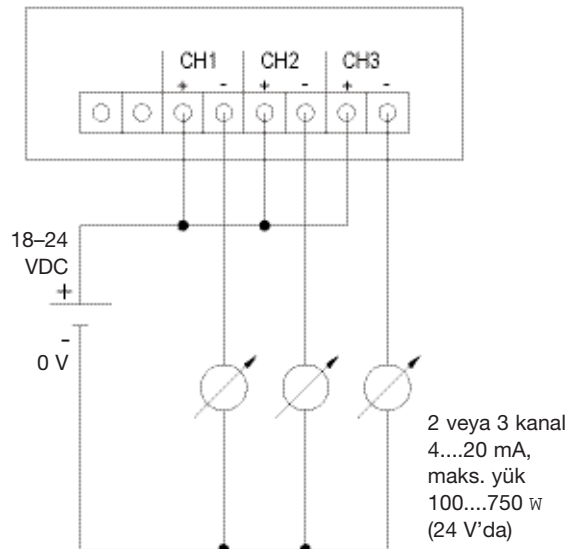 CH1 CH2 CH3
+ - + - + -
18–24
VDC
+
-
0 V
2 veya 3 kanal
4....20 mA,
maks. yük
100....750 W
(24 V’da)